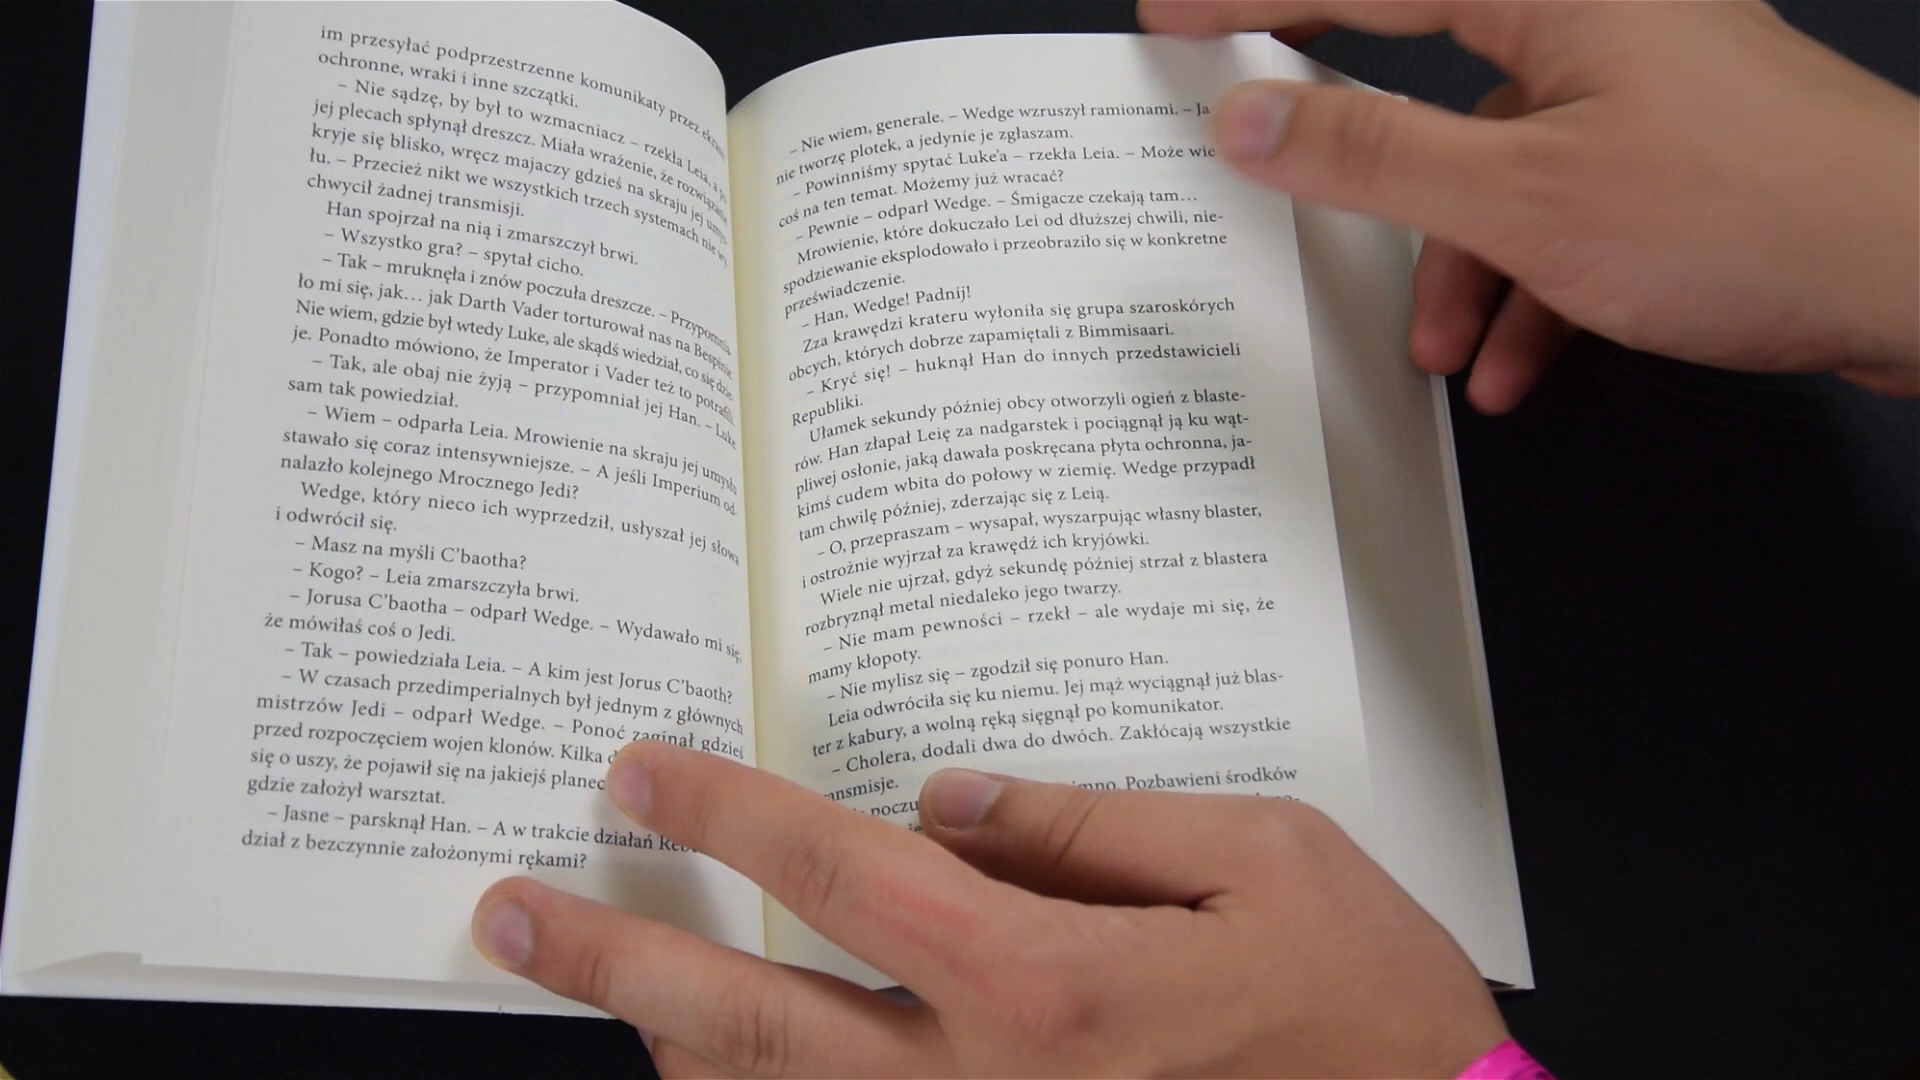 im przesyłać podprzestrzenne komunikaty przez
ochronne, wraki i inne szczątki.
– Nie sądzę, by był to wzmacniacz – rzekła Leia, a po
jej plecach spłynął dreszcz. Miała wrażenie, że rozwiązanie
kryje się blisko, wręcz majaczy gdzieś na skraju jej umys-
łu. – Przecież nikt we wszystkich trzech systemach nie wy-
chwycił żadnej transmisji.
Han spojrzał na nią i zmarszczył brwi.
– Wszystko gra? – spytał cicho.
– Tak – mruknęła i znów poczuła dreszcze. – Przypomnia-
ło mi się, jak… jak Darth Vader torturował nas na Bespinie.
Nie wiem, gdzie był wtedy Luke, ale skądś wiedział, co się dzie-
je. Ponadto mówiono, że Imperator i Vader też to potrafili.
– Tak, ale obaj nie żyją – przypomniał jej Han. – Luke
sam tak powiedział.
– Wiem – odparła Leia. Mrowienie na skraju jej umysłu
stawało się coraz intensywniejsze. – A jeśli Imperium od-
nalazło kolejnego Mrocznego Jedi?
Wedge, który nieco ich wyprzedził, usłyszał jej słowa
i odwrócił się.
– Masz na myśli C’baotha?
– Kogo? – Leia zmarszczyła brwi.
– Jorusa C’baotha – odparł Wedge. – Wydawało mi się,
że mówiłaś coś o Jedi.
– Tak – powiedziała Leia. – A kim jest Jorus C’baoth?
– W czasach przedimperialnych był jednym z głównych
mistrzów Jedi – odparł Wedge. – Ponoć zaginął gdzieś
przed rozpoczęciem wojen klonów. Kilka
się o uszy, że pojawił się na jakiejś planec
gdzie założył warsztat.
– Jasne – parsknął Han. – A w trakcie działań
dział z bezczynnie założonymi rękami?
– Nie wiem, generale. – Wedge wzruszył ramionami. – Ja
nie tworzę plotek, a jedynie je zgłaszam.
– Powinniśmy spytać Luke’a – rzekła Leia. – Może wie
coś na ten temat. Możemy już wracać?
– Pewnie – odparł Wedge. – Śmigacze czekają tam…
Mrowienie, które dokuczało Lei od dłuższej chwili, nie-
spodziewanie eksplodowało i przeobraziło się w konkretne
przeświadczenie.
– Han, Wedge! Padnij!
Zza krawędzi krateru wyłoniła się grupa szaroskórych
obcych, których dobrze zapamiętali z Bimmisaari.
– Kryć się! – huknął Han do innych przedstawicieli
Republiki.
Ułamek sekundy później obcy otworzyli ogień z blaste-
rów. Han złapał Leię za nadgarstek i pociągnął ją ku wąt-
pliwej osłonie, jaką dawała poskręcana płyta ochronna, ja-
kimś cudem wbita do połowy w ziemię. Wedge przypadł
tam chwilę później, zderzając się z Leią.
– O, przepraszam – wysapał, wyszarpując własny blaster,
i ostrożnie wyjrzał za krawędź ich kryjówki.
Wiele nie ujrzał, gdyż sekundę później strzał z blastera
rozbryznął metal niedaleko jego twarzy.
– Nie mam pewności – rzekł – ale wydaje mi się, że
mamy kłopoty.
– Nie mylisz się – zgodził się ponuro Han.
Leia odwróciła się ku niemu. Jej mąż wyciągnął już blas-
ter z kabury, a wolną ręką sięgnął po komunikator.
– Cholera, dodali dwa do dwóch. Zakłócają wszystkie
ansmisje.
poczu Pozbawieni środków